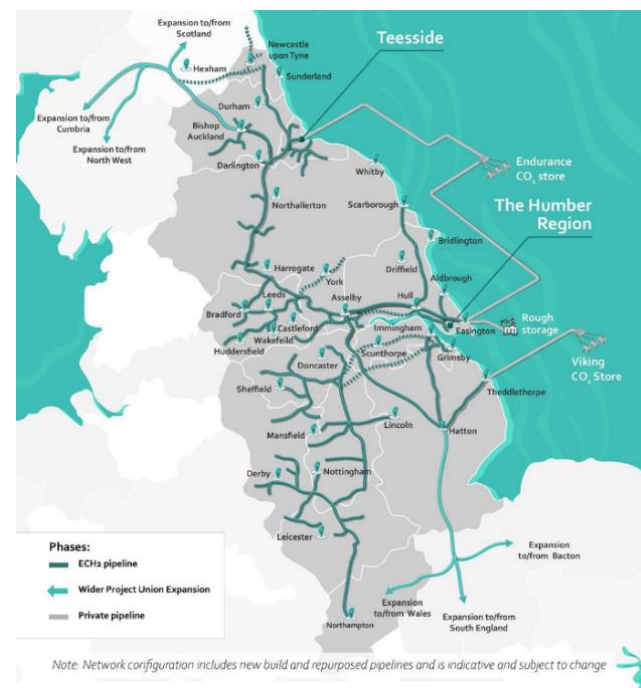 Expansion to/from
Scotland
Newcastle
upon Tyne
Teesside
Hexham
Sunderland
Durham
Expansion to/from
Cumbria
Bishop
Auckland
Expansion to/from
North West
Darlington
Whitby
Endurance
CO₂ store
Northallerton
Scarborough
The Humber
Region
Bridlington
Harrogate
York
Driffield
Aldbrough
Leeds
Asselby
Hull
Bradford
Castleford
Wakefeild
Immingham
Easington
Rough
storage
Huddersfield
Scunthorpe
Grimsby
Doncaster
Viking
CO₂ Store
Sheffield
Theddlethorpe
Lincoln
Mansfield
Hatton
Derby
Nottingham
Leicester
Phases:
ECH2 pipeline
Wider Project Union Expansion
Private pipeline
Expansion
to/from Bacton
Expansion
to/from Wales
Expansion to/from
South England
Northampton
Note: Network configuration includes new build and repurposed pipelines and is indicative and subject to change